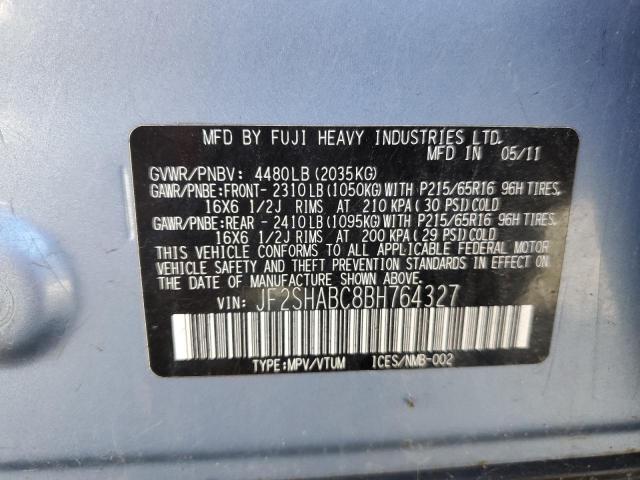 MFD BY FUJI HEAVY INDUSTRIES LTD.
MFD IN 05/11
GVWR/PNBV: 4480LB (2035KG)
GAWR/PNBE:FRONT- 2310LB (1050KG)WITH P215/65R16 96H TIRES,
16X6 1/2J RIMS AT 210 KPA ( 30 PSI)COLD
GAWR/PNBE:REAR - 2410LB (1095KG)WITH P215/65R16 96H TIRES,
16X6 1/2J RIMS AT 200 KPA ( 29 PSI)COLD
THIS VEHICLE CONFORMS TO ALL APPLICABLE FEDERAL MOTOR
VEHICLE SAFETY AND THEFT PREVENTION STANDARDS IN EFFECT ON
THE DATE OF MANUFACTURE SHOWN ABOVE.
VIN: JF2SHABC8BH764327
TYPE:MPV/VTUM ICES/NMB-002